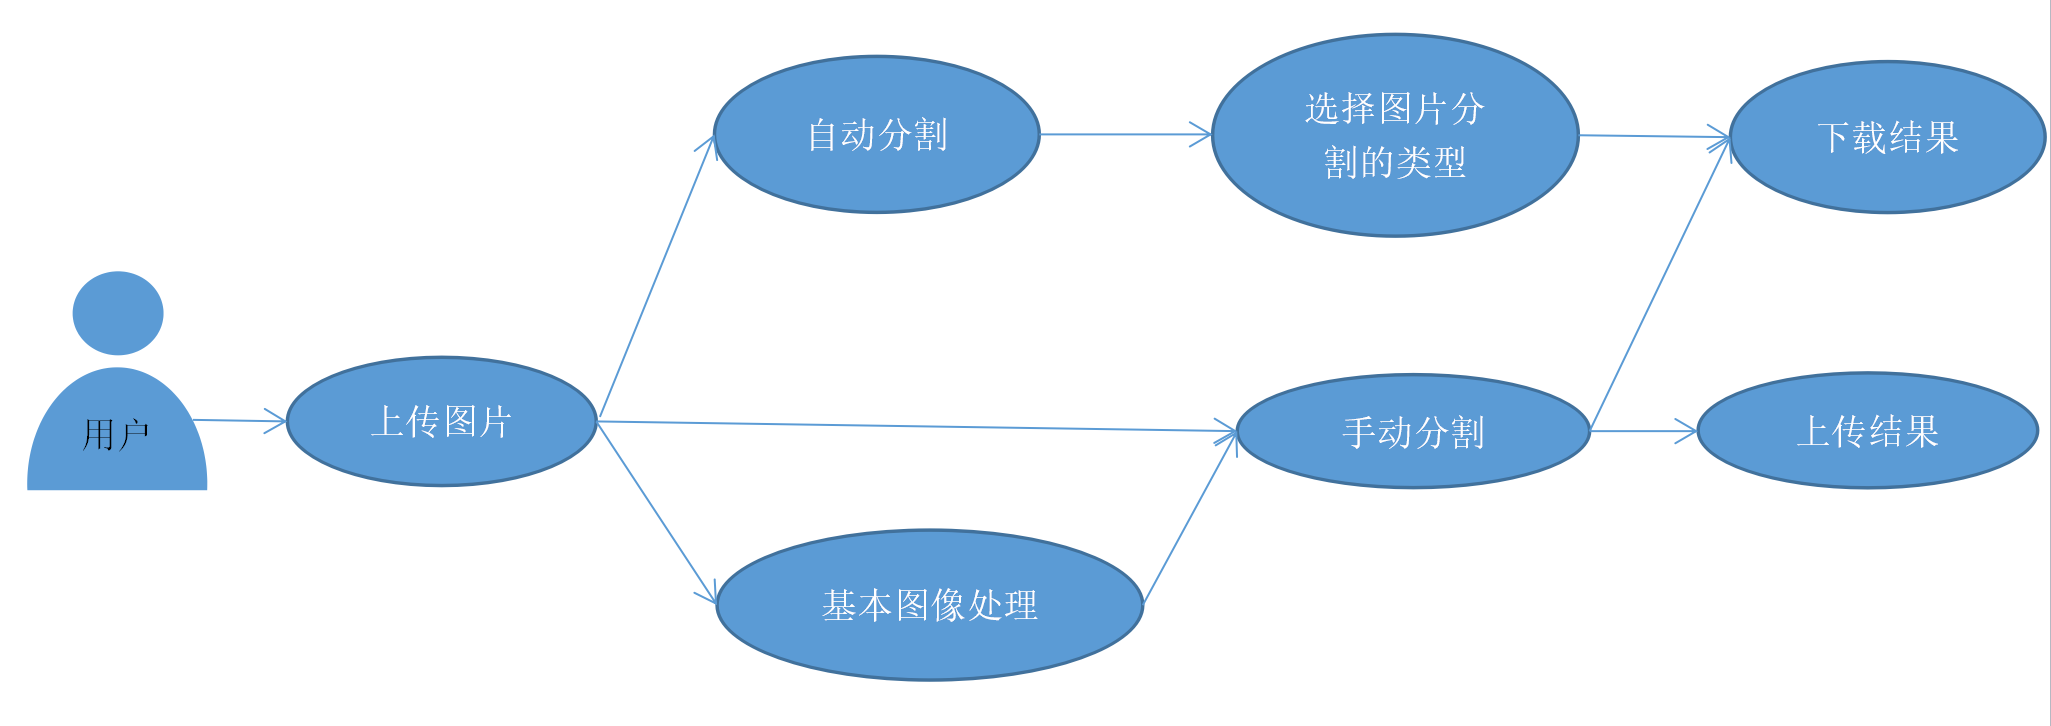 用户
上传图片
自动分割
选择图片分
割的类型
下载结果
手动分割
上传结果
基本图像处理